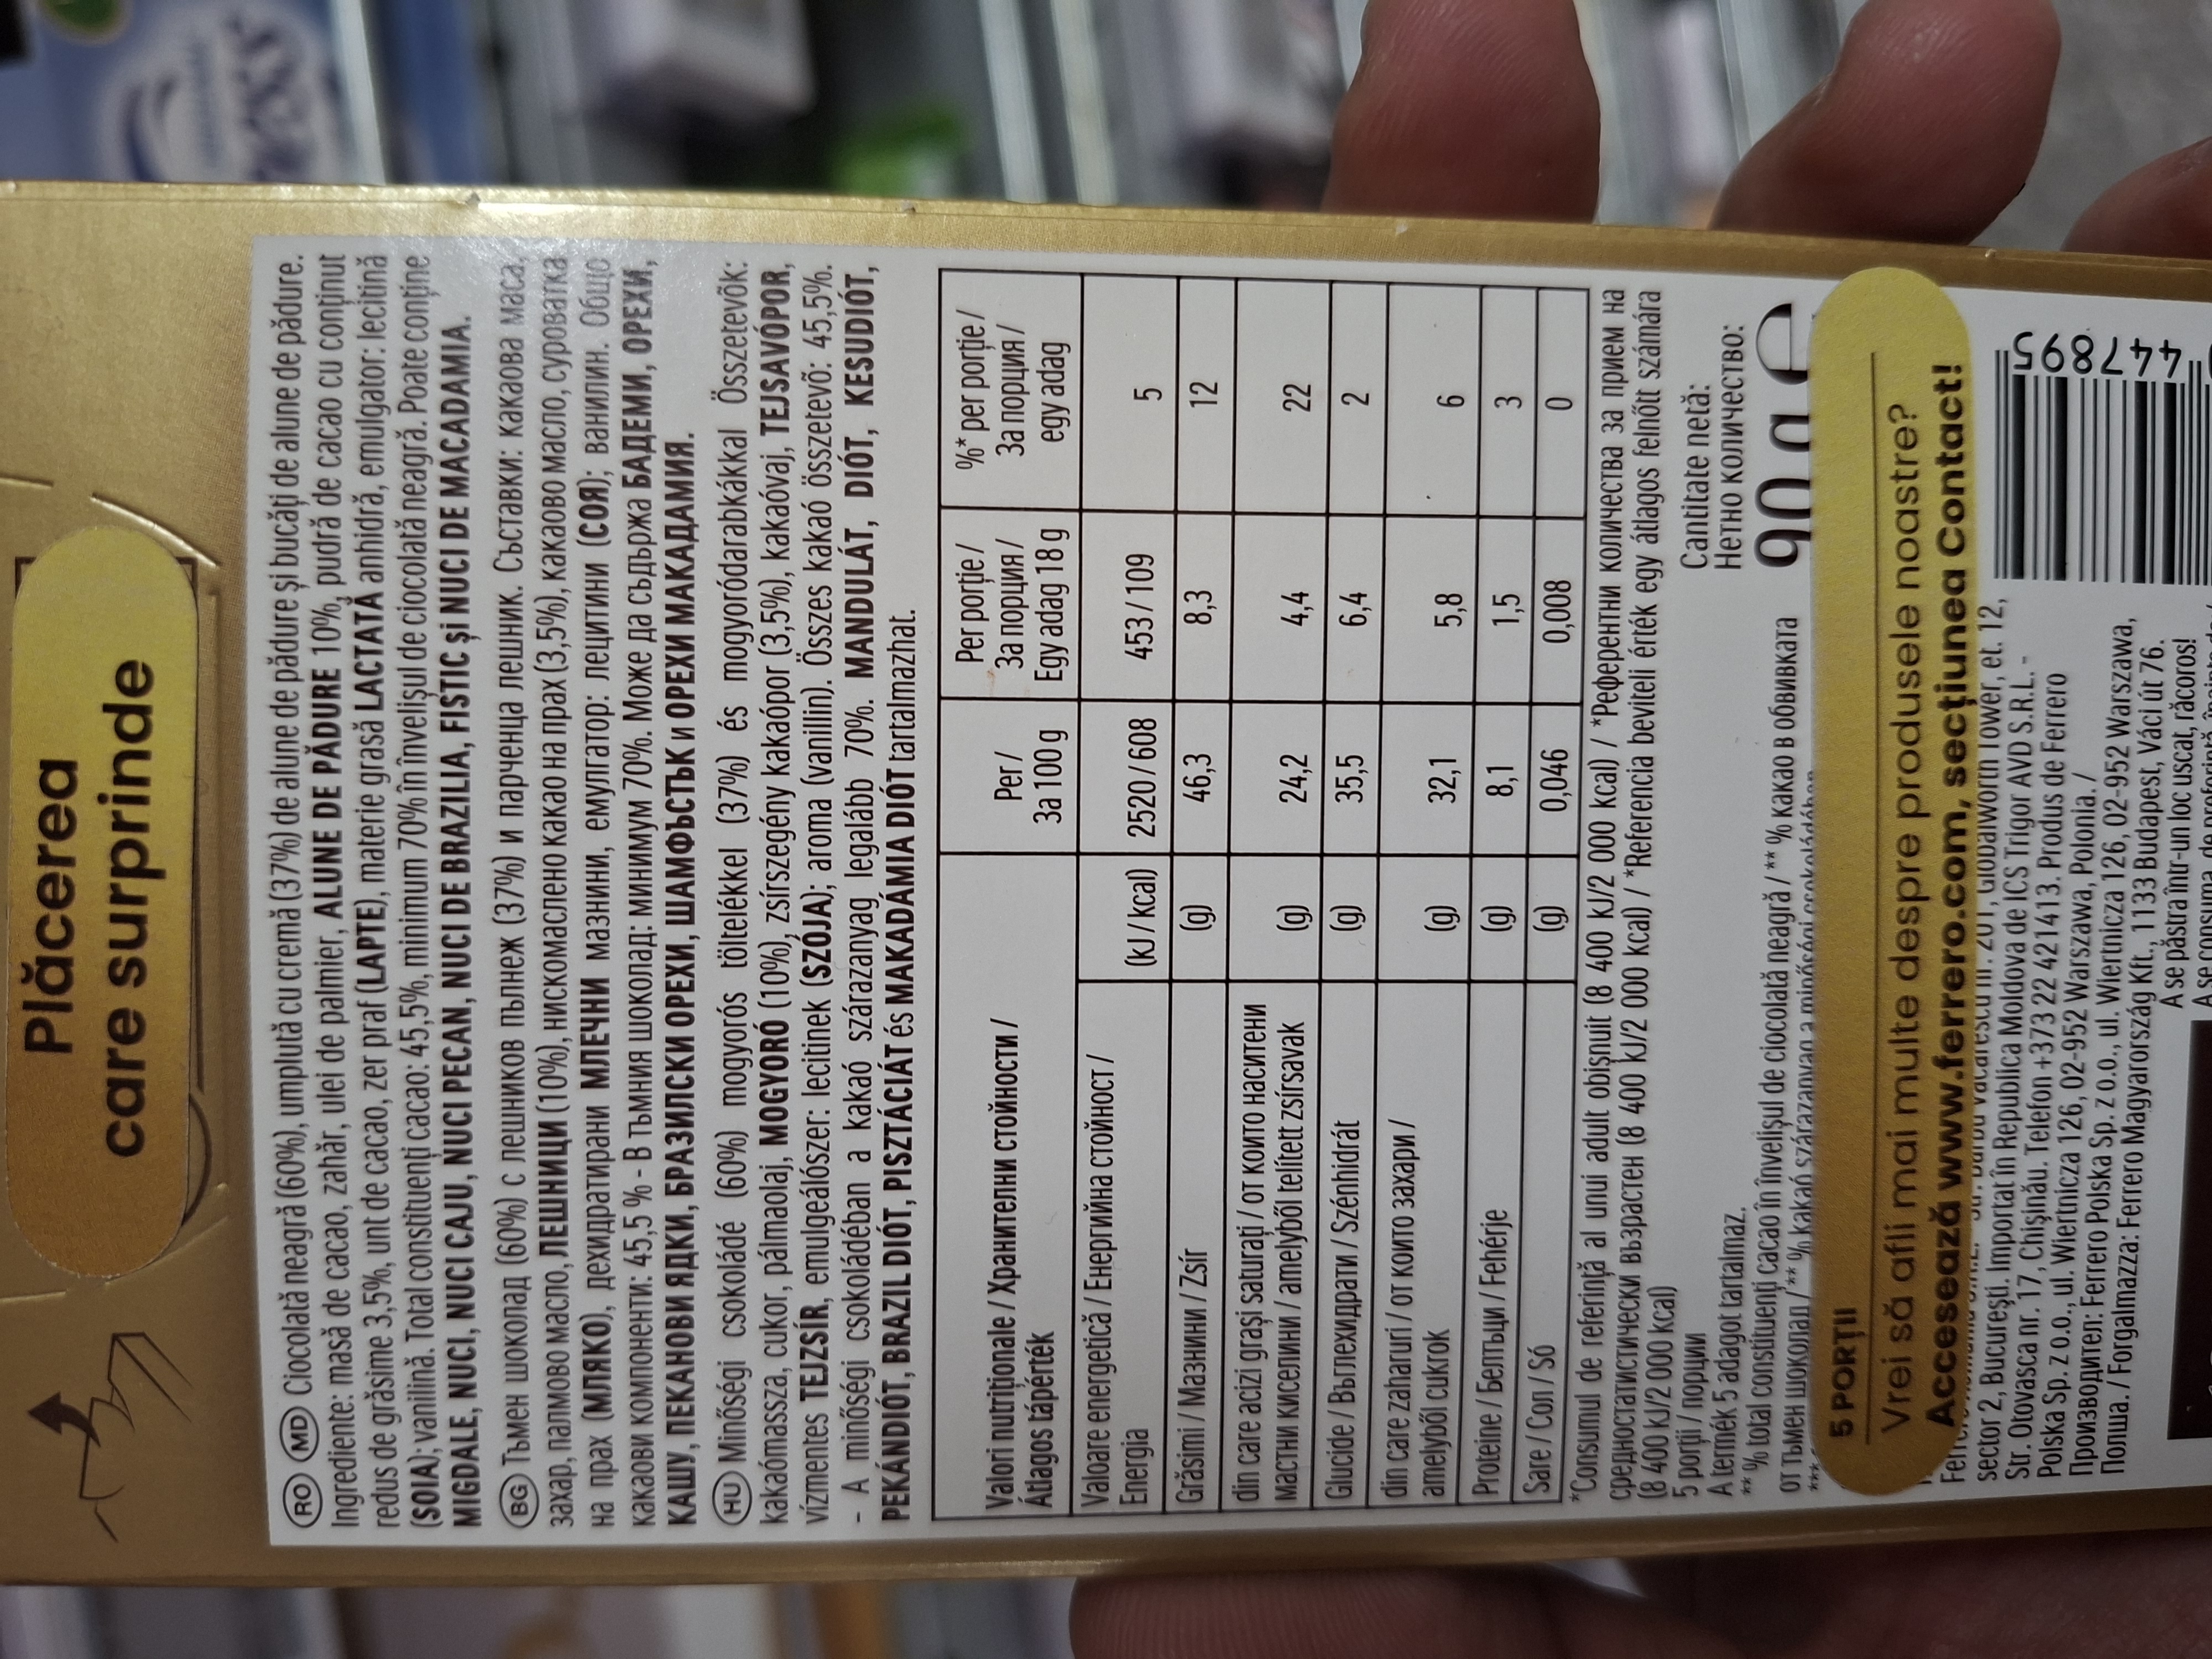 Plăcerea
care surprinde
RO MD Ciocolată neagră (60%), umplută cu cremă (37%) de alune de pădure și bucăți de alune de pădure.
Ingrediente: masă de cacao, zahăr, ulei de palmier, ALUNE DE PĂDURE 10%, pudră de cacao cu conținut
redus de grăsime 3,5%, unt de cacao, zer praf (LAPTE), materie grasă LACTATĂ anhidră, emulgator: lecitină
(SOIA); vanilină. Total constituenți cacao: 45,5%, minimum 70% în învelișul de ciocolată neagră. Poate conține
MIGDALE, NUCI, NUCI CAJU, NUCI PECAN, NUCI DE BRAZILIA, FISTIC și NUCI DE MACADAMIA.
BG Тъмен шоколад (60%) с лешников пълнеж (37%) и парченца лешник. Съставки: какаова маса,
захар, палмово масло, ЛЕШНИЦИ (10%), нискомаслено какао на прах (3,5%), какаово масло, суроватка
на прах (МЛЯКО), дехидратирани МЛЕЧНИ мазнини, емулгатор: лецитини (СОЯ); ванилин. Общо
какаови компоненти: 45,5 % - В тъмния шоколад: минимум 70%. Може да съдържа БАДЕМИ, ОРЕХИ,
КАШУ, ПЕКАНОВИ ЯДКИ, БРАЗИЛСКИ ОРЕХИ, ШАМФЪСТЪК и ОРЕХИ МАКАДАМИЯ.
HU Minőségi csokoládé (60%) mogyorós töltelékkel (37%) és mogyoródarabkákkal Összetevõk:
kakaómassza, cukor, pálmaolaj, MOGYORÓ (10%), zsírszegény kakaópor (3,5%), kakaóvaj, TEJSAVÓPOR,
vízmentes TEJZSÍR, emulgeálószer: lecitinek (SZÓJA); aroma (vanillin). Összes kakaó összetevõ: 45,5%.
- A minőségi csokoládéban a kakaó szárazanyag legalább 70%. MANDULÁT, DIÓT, KESUDIÓT,
PEKÁNDIÓT, BRAZIL DIÓT, PISZTÁCIÁT és MAKADÁMIA DIÓT tartalmazhat.
Valori nutriționale / Хранителни стойности /
Átlagos tápérték
Per /
За 100 g
Per porție /
За порция /
Egy adag 18 g
%* per porție /
За порция /
egy adag
Valoare energetică / Енергийна стойност /
Energia
(kJ / kcal) 2520 / 608 453 / 109 5
Grăsimi / Мазнини / Zsír (g) 46,3 8,3 12
din care acizi grași saturați / от които наситени
мастни киселини / amelyből telített zsírsavak (g) 24,2 4,4 22
Glucide / Въглехидрати / Szénhidrát (g) 35,5 6,4 2
din care zaharuri / от които захари /
amelyből cukrok (g) 32,1 5,8 6
Proteine / Белтъци / Fehérje (g) 8,1 1,5 3
Sare / Сол / Só (g) 0,046 0,008 0
*Consumul de referință al unui adult obișnuit (8 400 kJ/2 000 kcal) / *Референтни количества за прием на
средностатистически възрастен (8 400 kJ/2 000 kcal) / *Referencia beviteli érték egy átlagos felnőtt számára
(8 400 kJ/2 000 kcal)
5 porții / порции
A termék 5 adagot tartalmaz.
Cantitate netă:
Нетно количество:
90 g e
** % total constituenți cacao în învelișul de ciocolată neagră / ** % какао в обвивката
от тъмен шоколад / ** % kakaó szárazanyag a minőségi csokoládéban
***
5 PORȚII
Vrei să afli mai multe despre produsele noastre?
Accesează www.ferrero.com, secțiunea Contact!
201, Globalworth Tower, et. 12,
sector 2, București. Importat în Republica Moldova de ICS Trigor AVD S.R.L. -
Str. Otovasca nr. 17, Chișinău. Telefon +373 22 421413. Produs de Ferrero
Polska Sp. z o.o., ul. Wiertnicza 126, 02-952 Warszawa, Polonia. /
Производител: Ferrero Polska Sp. z o.o., ul. Wiertnicza 126, 02-952 Warszawa,
Полша. / Forgalmazza: Ferrero Magyarország Kft., 1133 Budapest, Váci út 76.
A se păstra într-un loc uscat, răcoros!
A se consuma, de preferință, înainte de
447895